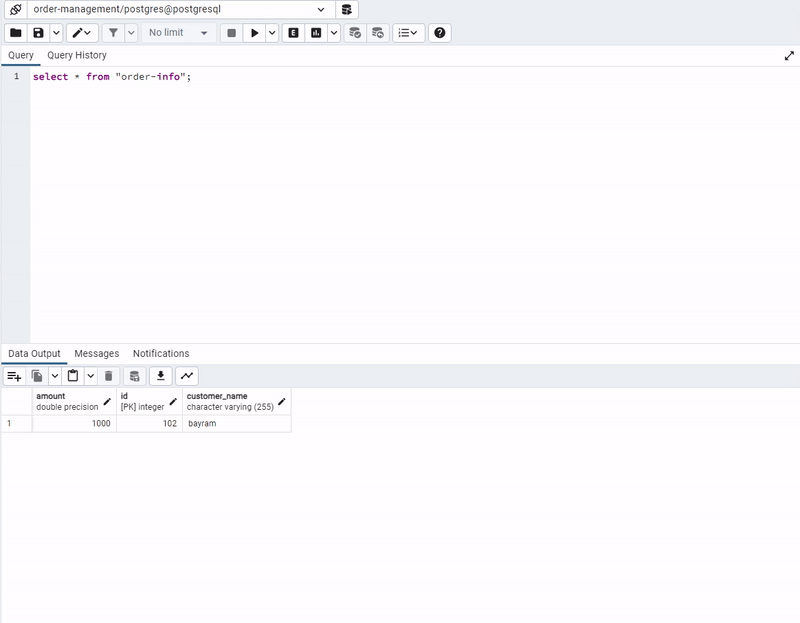 order-management/postgres@postgresql
No limit
E
Query Query History
1 select * from "order-info";
Data Output Messages Notifications
amount id customer_name
double precision [PK] integer character varying (255)
1 1000 102 bayram